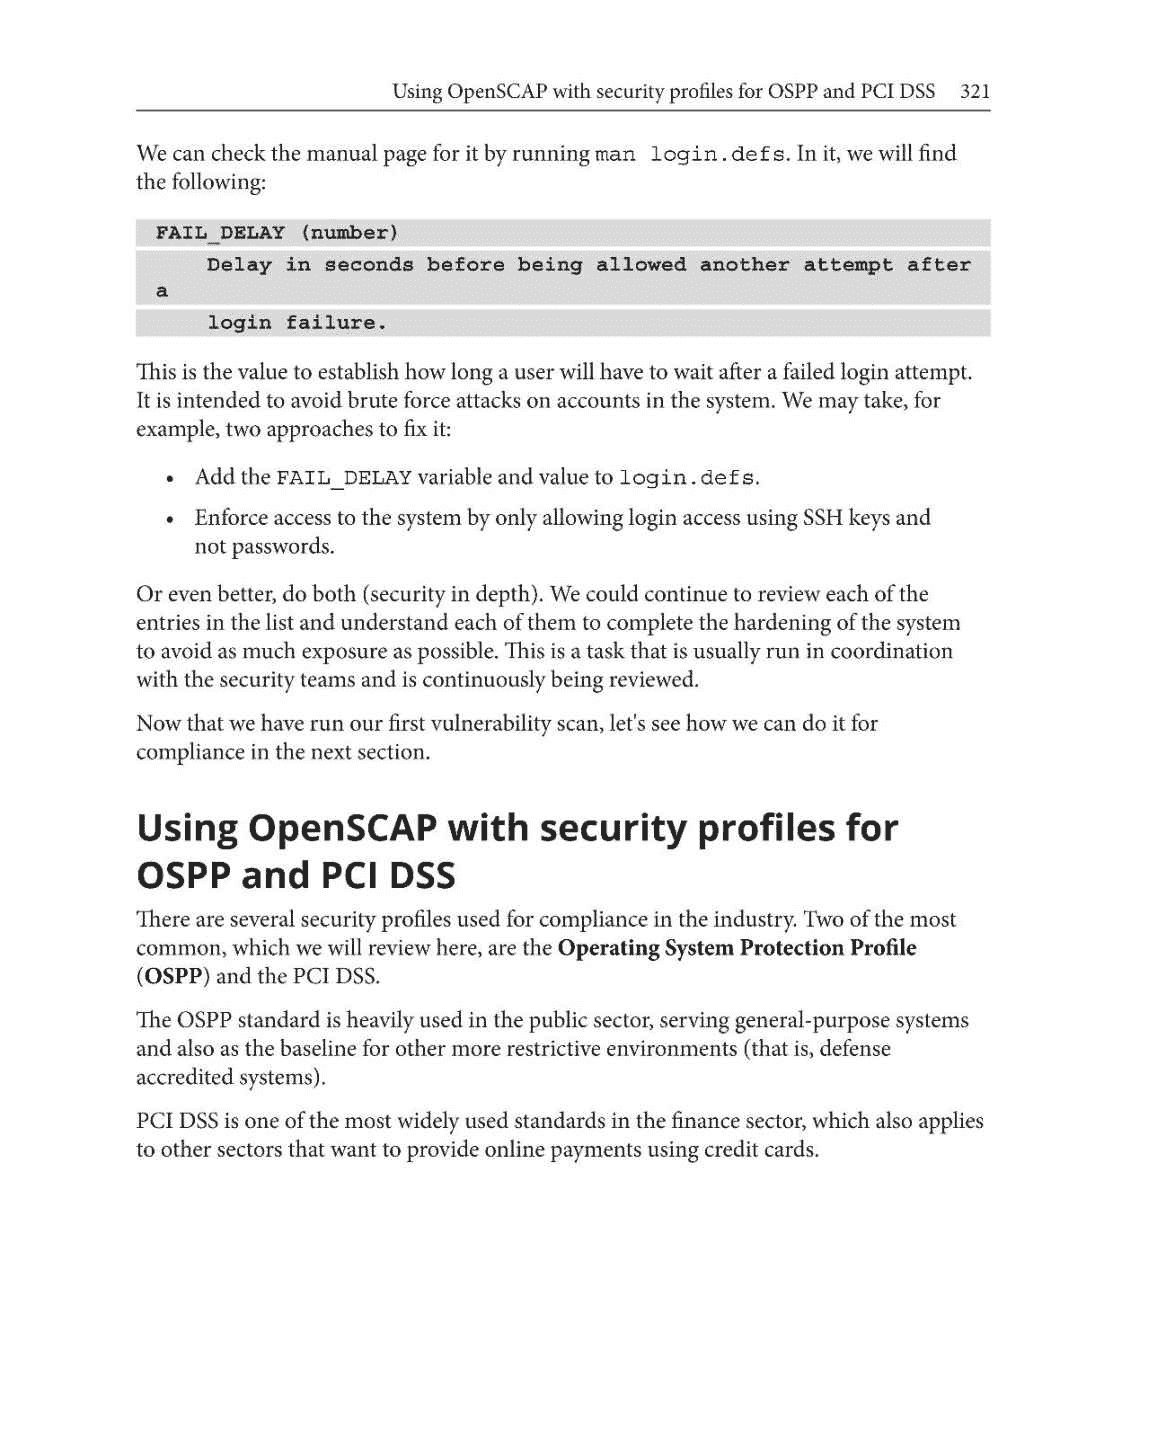 Using OpenSCAP with security profiles for OSPP and PCI DSS 321
We can check the manual page for it by running man login.defs. In it, we will find
the following:
FAIL_DELAY (number)
Delay in seconds before being allowed another attempt after
a
login failure.
This is the value to establish how long a user will have to wait after a failed login attempt.
It is intended to avoid brute force attacks on accounts in the system. We may take, for
example, two approaches to fix it:
• Add the FAIL_DELAY variable and value to login.defs.
• Enforce access to the system by only allowing login access using SSH keys and
not passwords.
Or even better, do both (security in depth). We could continue to review each of the
entries in the list and understand each of them to complete the hardening of the system
to avoid as much exposure as possible. This is a task that is usually run in coordination
with the security teams and is continuously being reviewed.
Now that we have run our first vulnerability scan, let's see how we can do it for
compliance in the next section.
Using OpenSCAP with security profiles for
OSPP and PCI DSS
There are several security profiles used for compliance in the industry. Two of the most
common, which we will review here, are the Operating System Protection Profile
(OSPP) and the PCI DSS.
The OSPP standard is heavily used in the public sector, serving general-purpose systems
and also as the baseline for other more restrictive environments (that is, defense
accredited systems).
PCI DSS is one of the most widely used standards in the finance sector, which also applies
to other sectors that want to provide online payments using credit cards.